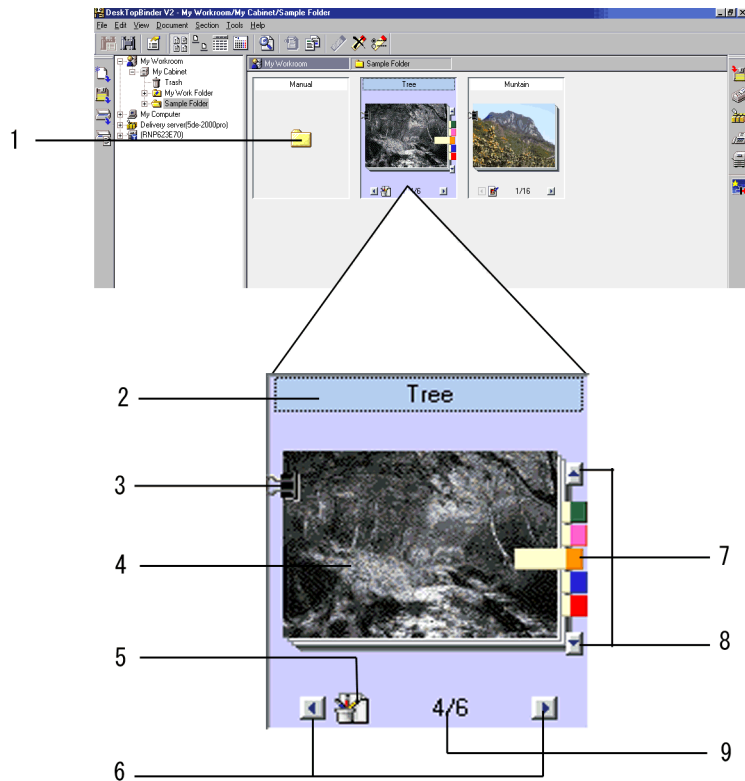 DeskTopBinder V2 - My Workroom/My Cabinet/Sample Folder
File Edit View Document Section Tools Help
My Workroom
My Cabinet
Trash
My Work Folder
Sample Folder
My Computer
Delivery server(5de-2000pro)
(RNP623E70)
My Workroom
Sample Folder
Manual
Tree
Muntain
4/6
1/16
1
2
Tree
3
4
5
4/6
6
7
8
9